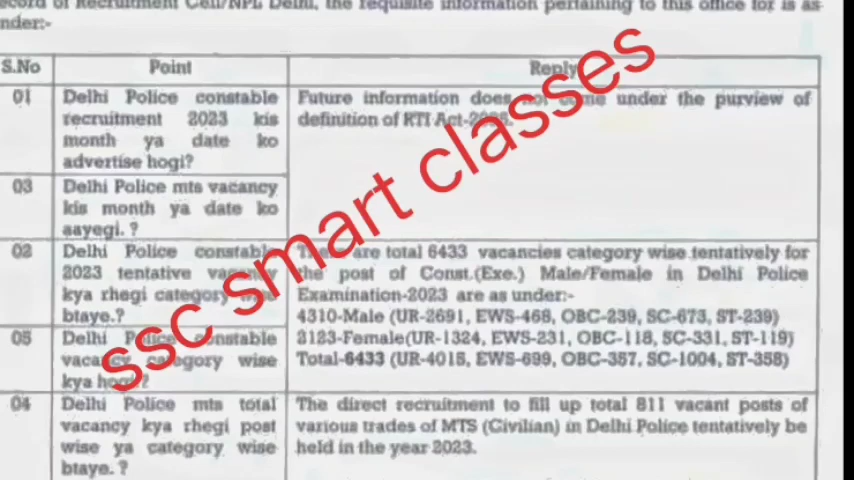 record of Recruitment Cell/NPL Delhi, the requisite information pertaining to this office for is as
under:-
S.No Point Reply
01 Delhi Police constable recruitment 2023 kis month ya date ko advertise hogi?
Future information does not come under the purview of
definition of RTI Act-2005.
03 Delhi Police mts vacancy
kis month ya date ko
aayegi. ?
02 Delhi Police constable
2023 tentative vacancy
kya rhegi category wise
btaye.?
05 Delhi Police constable
vacancy category wise
kya hogi ?
There are total 6433 vacancies category wise tentatively for
the post of Const.(Exe.) Male/Female in Delhi Police
Examination-2023 are as under:-
4310-Male (UR-2691, EWS-468, OBC-239, SC-673, ST-239)
2123-Female(UR-1324, EWS-231, OBC-118, SC-331, ST-119)
Total-6433 (UR-4015, EWS-699, OBC-357, SC-1004, ST-358)
04 Delhi Police mts total
vacancy kya rhegi post
wise ya category wise
btaye. ?
The direct recruitment to fill up total 811 vacant posts of
various trades of MTS (Civilian) in Delhi Police tentatively be
held in the year 2023.
ssc smart classes